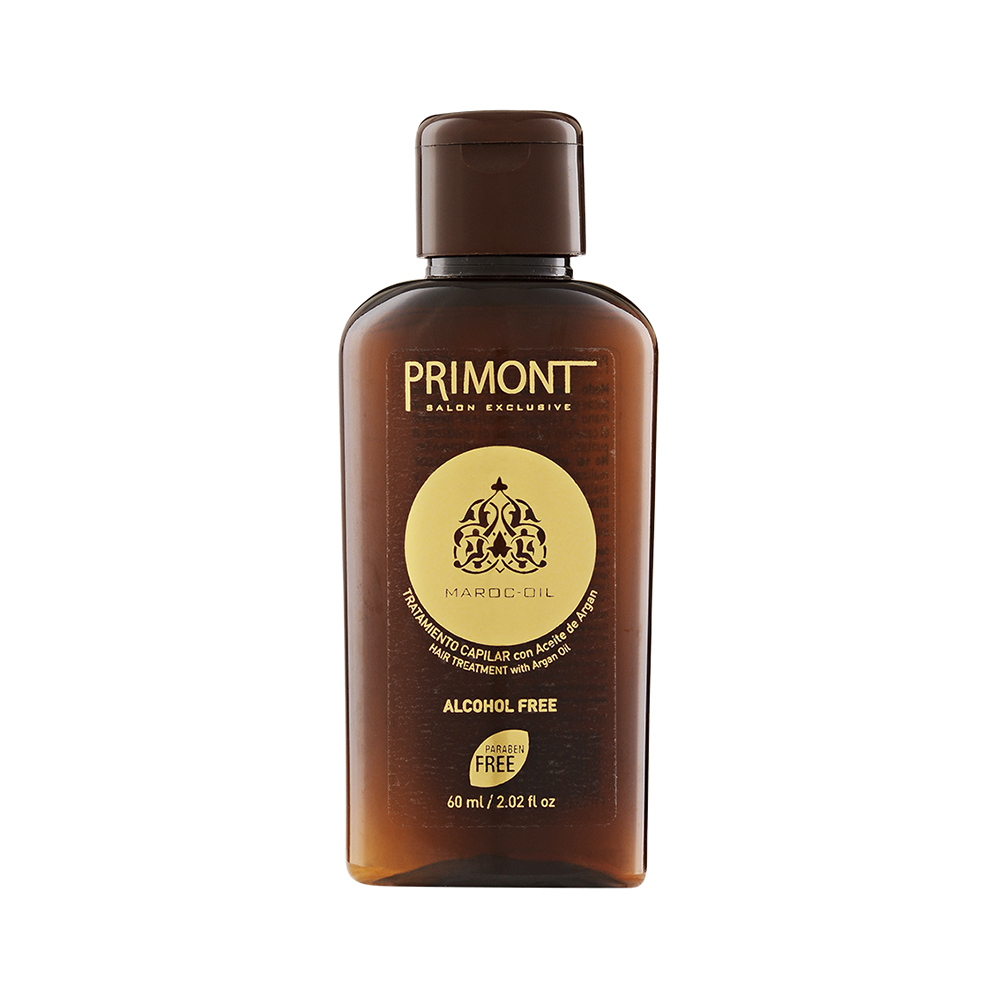 PRIMONT
SALON EXCLUSIVE
MAROC-OIL
TRATAMIENTO CAPILAR con Aceite de Argan
HAIR TREATMENT with Argan Oil
ALCOHOL FREE
PARABEN
FREE
60 ml / 2.02 fl oz